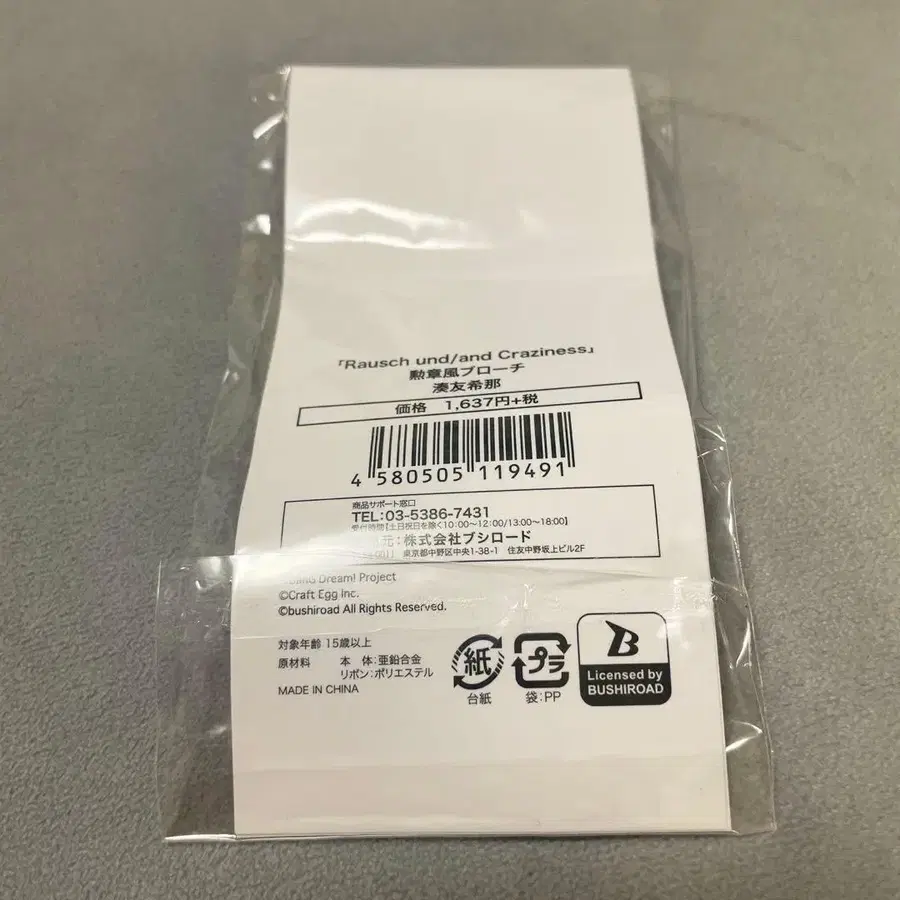 「Rausch und/and Craziness」
勲章風ブローチ
湊友希那
価格 1,637円+税
4 580505 119491
商品サポート窓口
TEL:03-5386-7431
受付時間【土日祝日を除く10:00~12:00/13:00~18:00】
元:株式会社ブシロード
東京都中野区中央1-38-1 住友中野坂上ビル2F
Dream! Project
©Craft Egg Inc.
©bushiroad All Rights Reserved.
対象年齢 15歳以上
原材料 本 体:亜鉛合金
リボン:ポリエステル
MADE IN CHINA
紙
台紙
プラ
袋:PP
B
Licensed by
BUSHIROAD